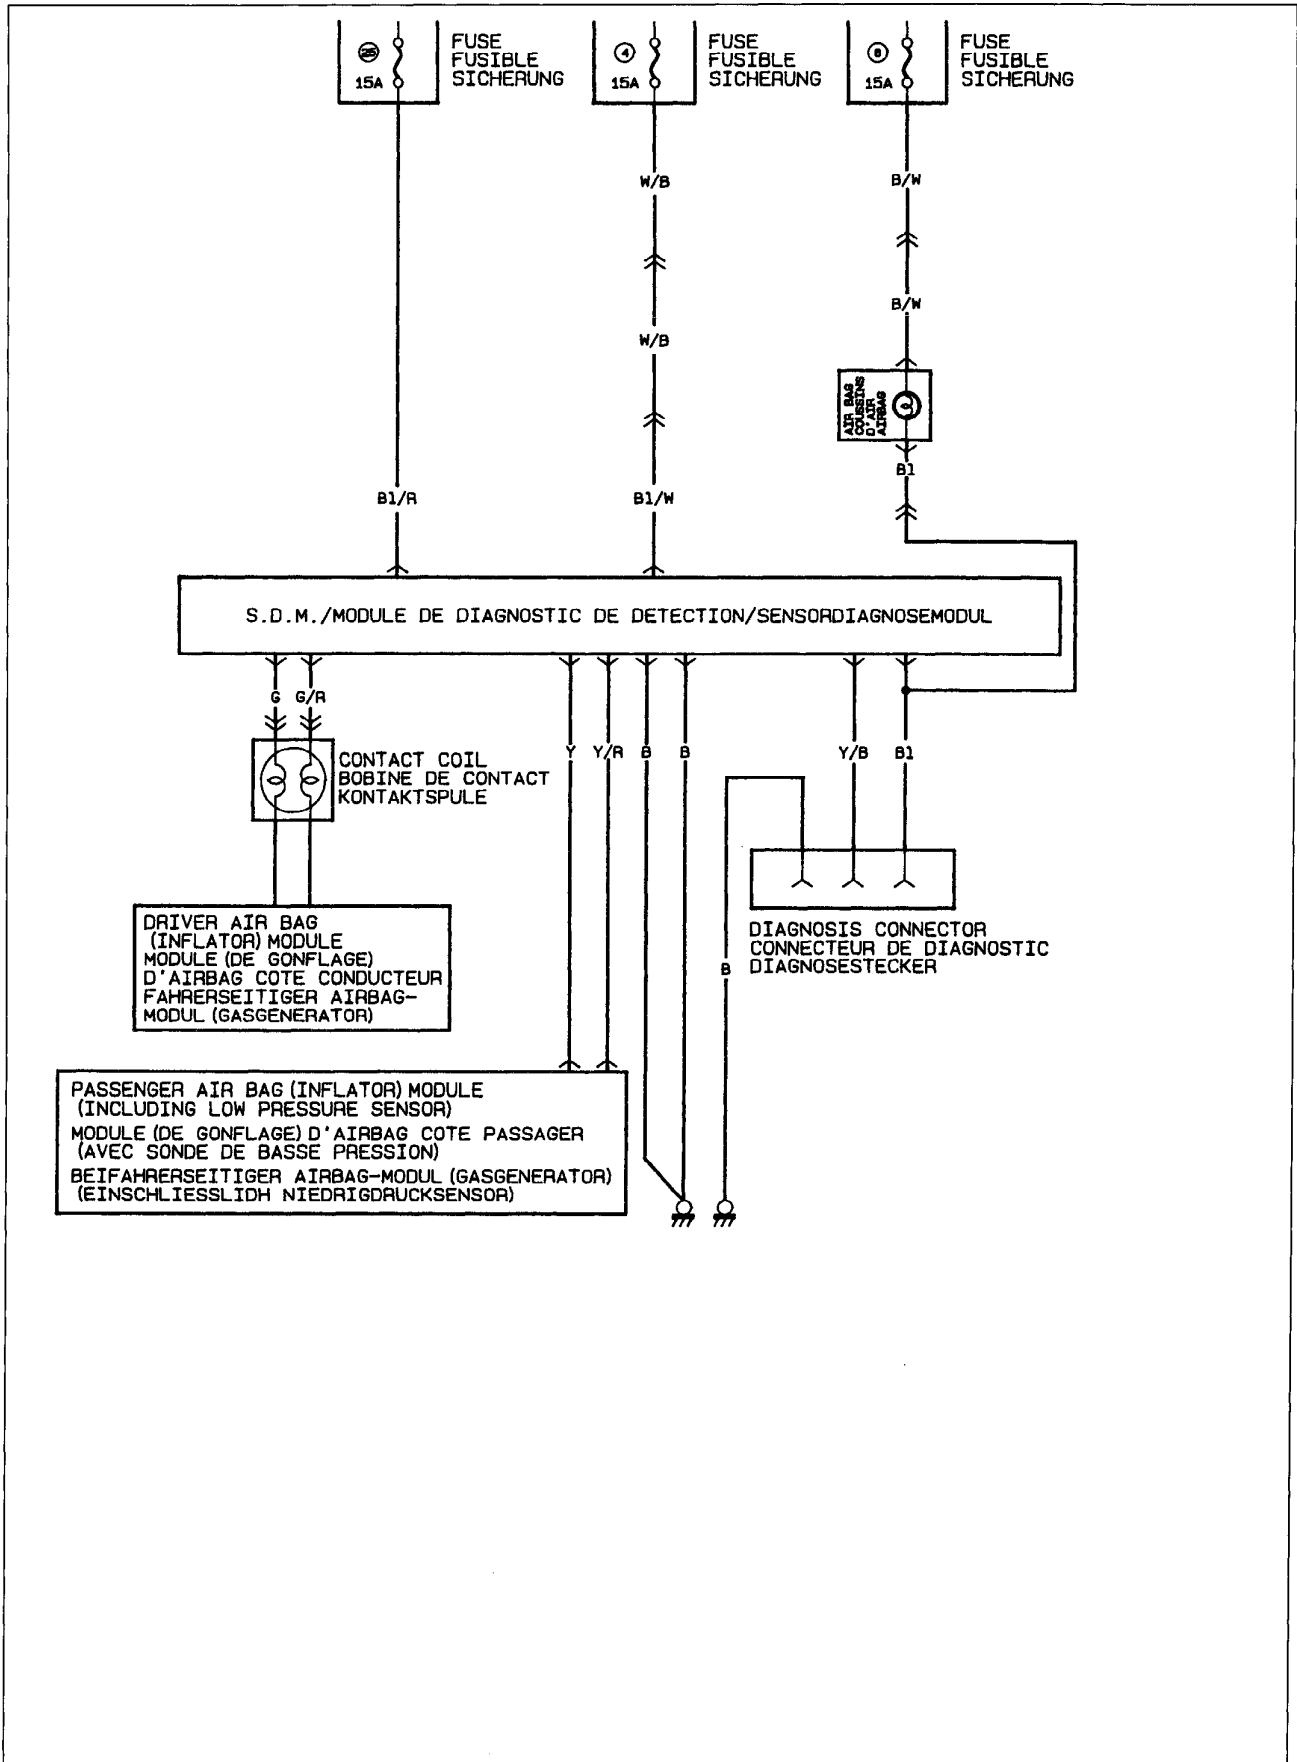 FUSE
FUSIBLE
SICHERUNG
15A
4
FUSE
FUSIBLE
SICHERUNG
15A
FUSE
FUSIBLE
SICHERUNG
15A
W/B
B/W
B/W
W/B
AIR BAG
COUSSINS
D'AIR
AIRBAG
Bl
Bl/R
Bl/W
S.D.M./MODULE DE DIAGNOSTIC DE DETECTION/SENSORDIAGNOSEMODUL
G
G/R
Y
Y/R
B
B
Y/B
Bl
CONTACT COIL
BOBINE DE CONTACT
KONTAKTSPULE
DRIVER AIR BAG
(INFLATOR) MODULE
MODULE (DE GONFLAGE)
D'AIRBAG COTE CONDUCTEUR
FAHRERSEITIGER AIRBAG-
MODUL (GASGENERATOR)
DIAGNOSIS CONNECTOR
CONNECTEUR DE DIAGNOSTIC
DIAGNOSESTECKER
B
PASSENGER AIR BAG (INFLATOR) MODULE
(INCLUDING LOW PRESSURE SENSOR)
MODULE (DE GONFLAGE) D'AIRBAG COTE PASSAGER
(AVEC SONDE DE BASSE PRESSION)
BEIFAHRERSEITIGER AIRBAG-MODUL (GASGENERATOR)
(EINSCHLIESSLIDH NIEDRIGDRUCKSENSOR)